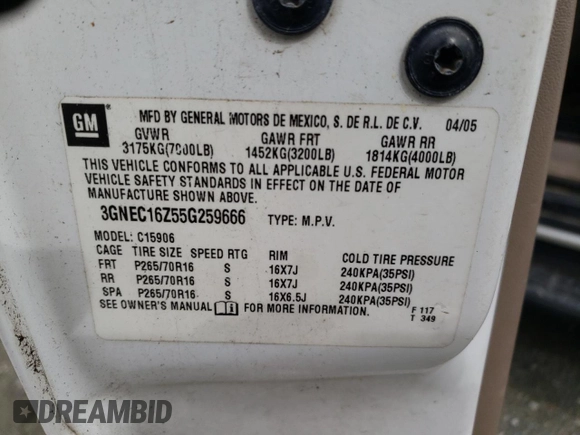 GM ®
MFD BY GENERAL MOTORS DE MEXICO, S. DE R.L. DE C.V. 04/05
GVWR GAWR FRT GAWR RR
3175KG(7000LB) 1452KG(3200LB) 1814KG(4000LB)
THIS VEHICLE CONFORMS TO ALL APPLICABLE U.S. FEDERAL MOTOR
VEHICLE SAFETY STANDARDS IN EFFECT ON THE DATE OF
MANUFACTURE SHOWN ABOVE.
3GNEC16Z55G259666 TYPE: M.P.V.
MODEL: C15906
CAGE TIRE SIZE SPEED RTG RIM COLD TIRE PRESSURE
FRT P265/70R16 S 16X7J 240KPA(35PSI)
RR P265/70R16 S 16X7J 240KPA(35PSI)
SPA P265/70R16 S 16X6.5J 240KPA(35PSI)
SEE OWNER'S MANUAL FOR MORE INFORMATION. F 117
T 349
DREAMBID